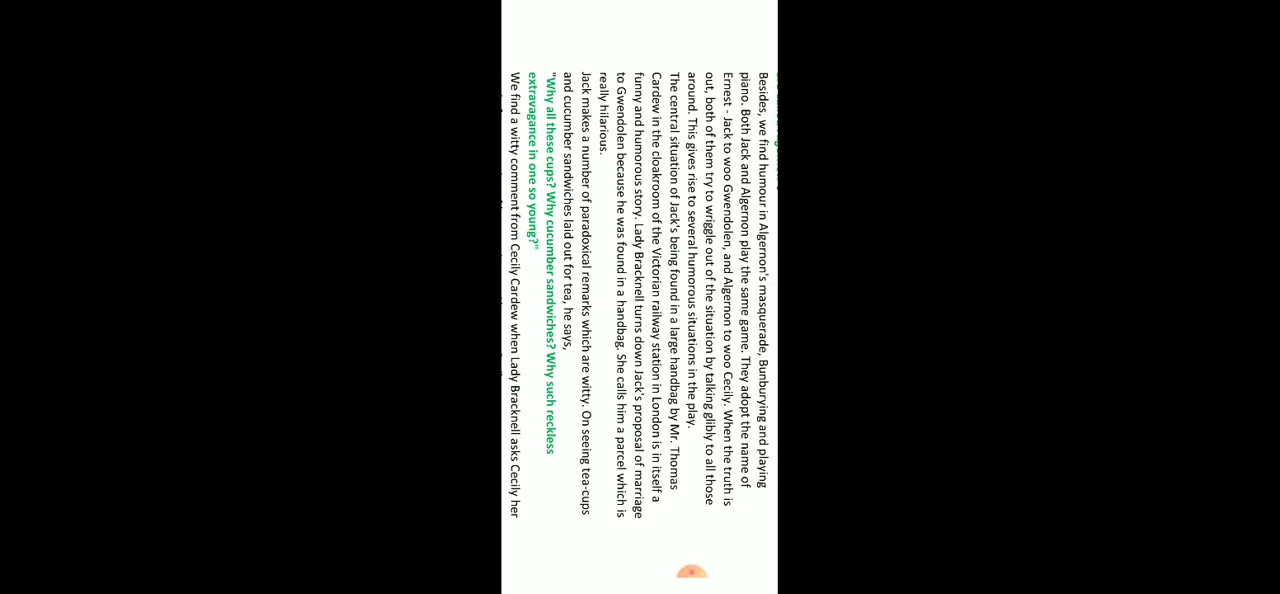 Besides, we find humour in Algernon's masquerade, Bunburying and playing
piano. Both Jack and Algernon play the same game. They adopt the name of
Ernest - Jack to woo Gwendolen, and Algernon to woo Cecily. When the truth is
out, both of them try to wriggle out of the situation by talking glibly to all those
around. This gives rise to several humorous situations in the play.
The central situation of Jack's being found in a large handbag by Mr. Thomas
Cardew in the cloakroom of the Victorian railway station in London is in itself a
funny and humorous story. Lady Bracknell turns down Jack's proposal of marriage
to Gwendolen because he was found in a handbag. She calls him a parcel which is
really hilarious.
Jack makes a number of paradoxical remarks which are witty. On seeing tea-cups
and cucumber sandwiches laid out for tea, he says,
"Why all these cups? Why cucumber sandwiches? Why such reckless
extravagance in one so young?"
We find a witty comment from Cecily Cardew when Lady Bracknell asks Cecily her